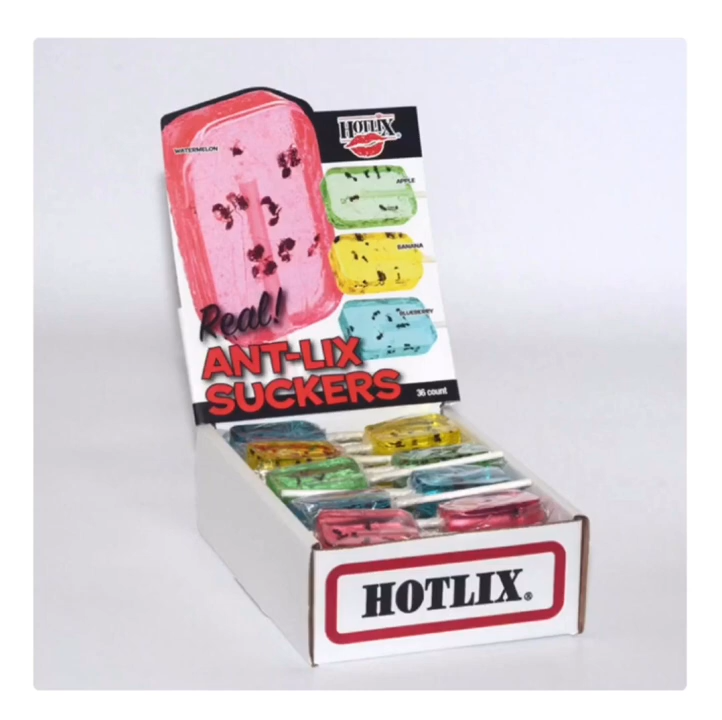 WATERMELON
HOTLIX®
APPLE
BANANA
BLUEBERRY
Real!
ANT-LIX
SUCKERS
36 count
HOTLIX®